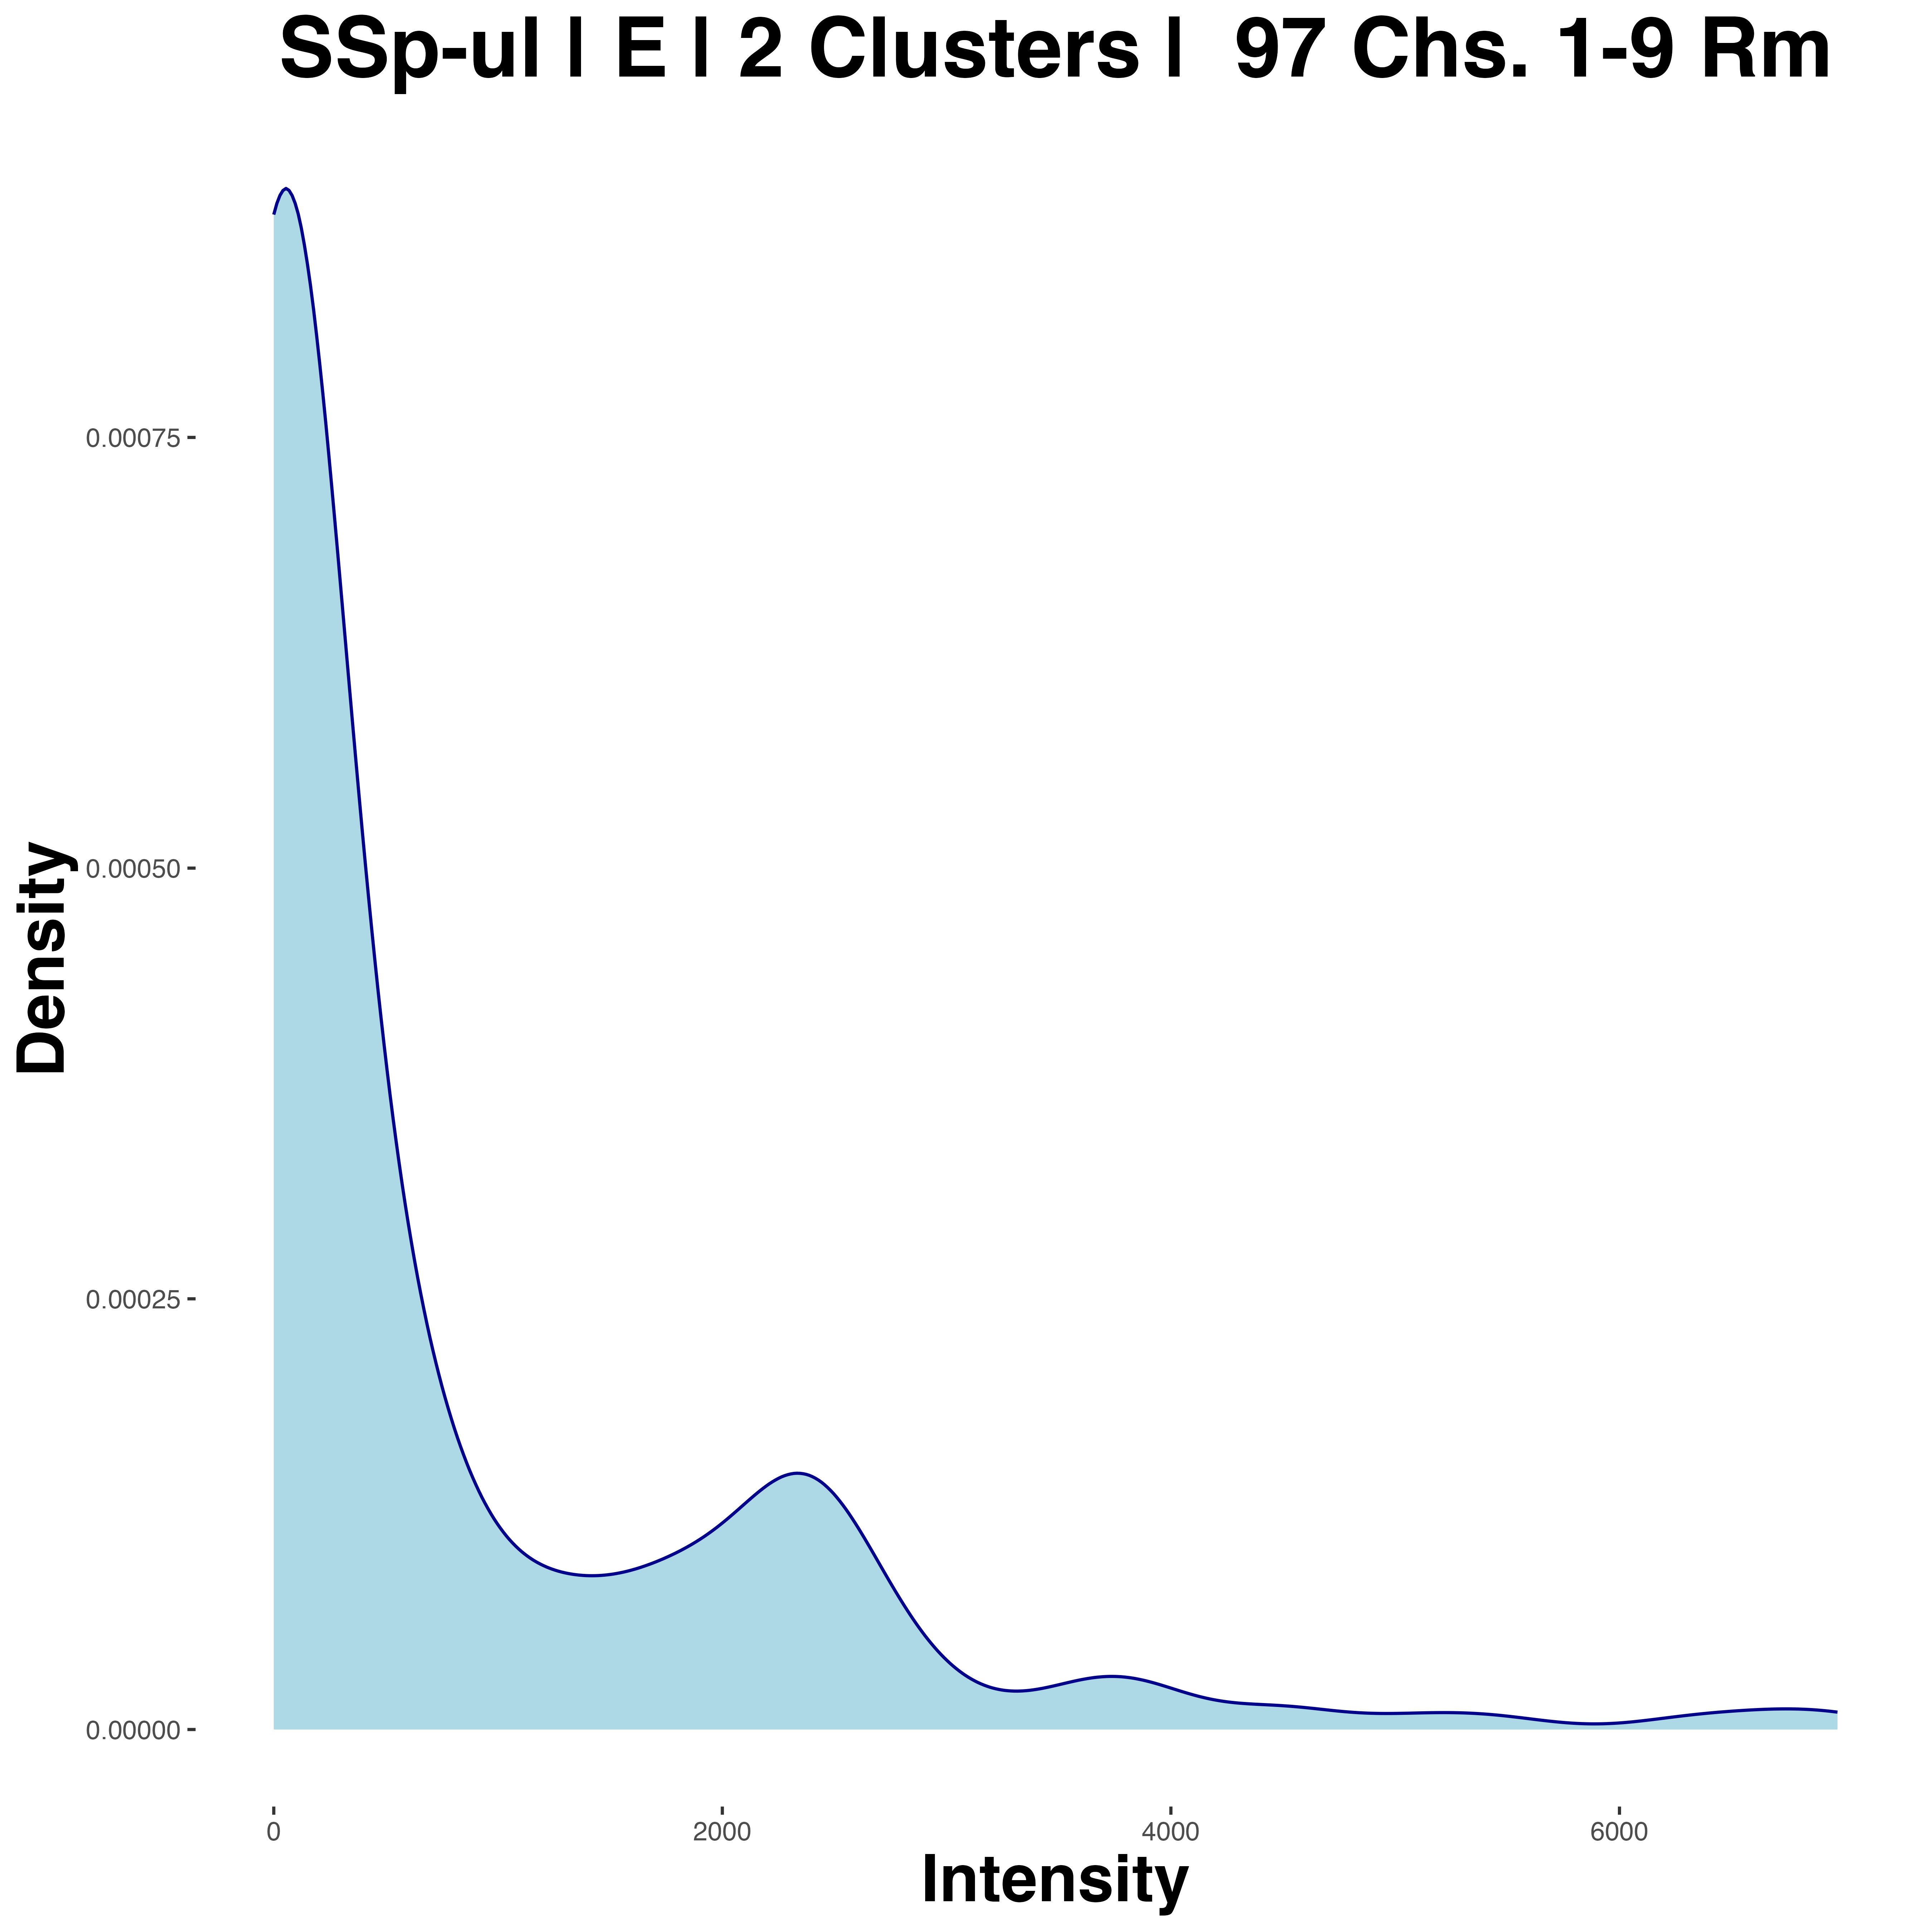 SSp-ul | E | 2 Clusters | 97 Chs. 1-9 Rm
Density
0.00075
0.00050
0.00025
0.00000
0 2000 4000 6000
Intensity